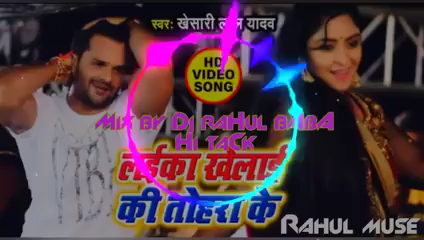 स्वरः खेसारी लाल यादव
HD
VIDEO
SONG
MIX BY DJ RAHUL BABA
HI TACK
लईका खेलाई
की तोहरा के
RAHUL MUSE